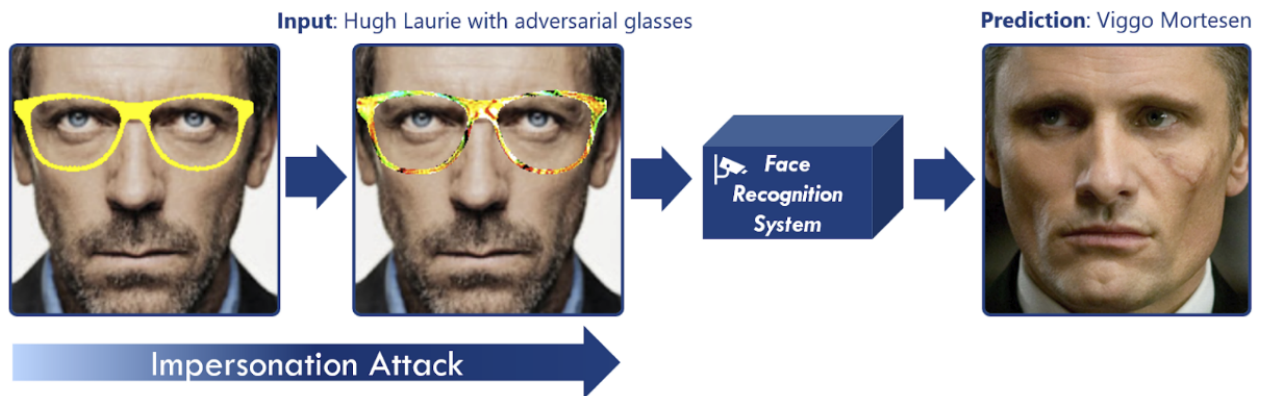 Input: Hugh Laurie with adversarial glasses
Prediction: Viggo Mortesen
Face
Recognition
System
Impersonation Attack